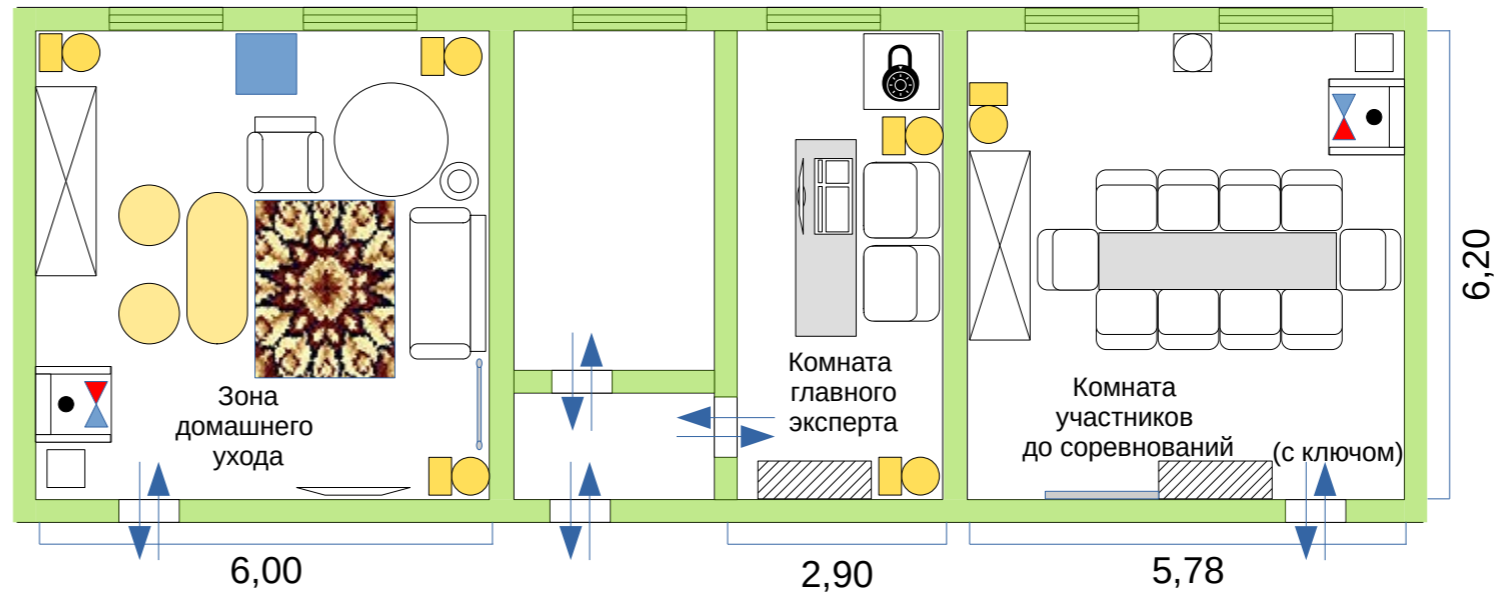 Зона
домашнего
ухода
Комната
главного
эксперта
Комната
участников
до соревнований
(с ключом)
6,20
6,00
2,90
5,78